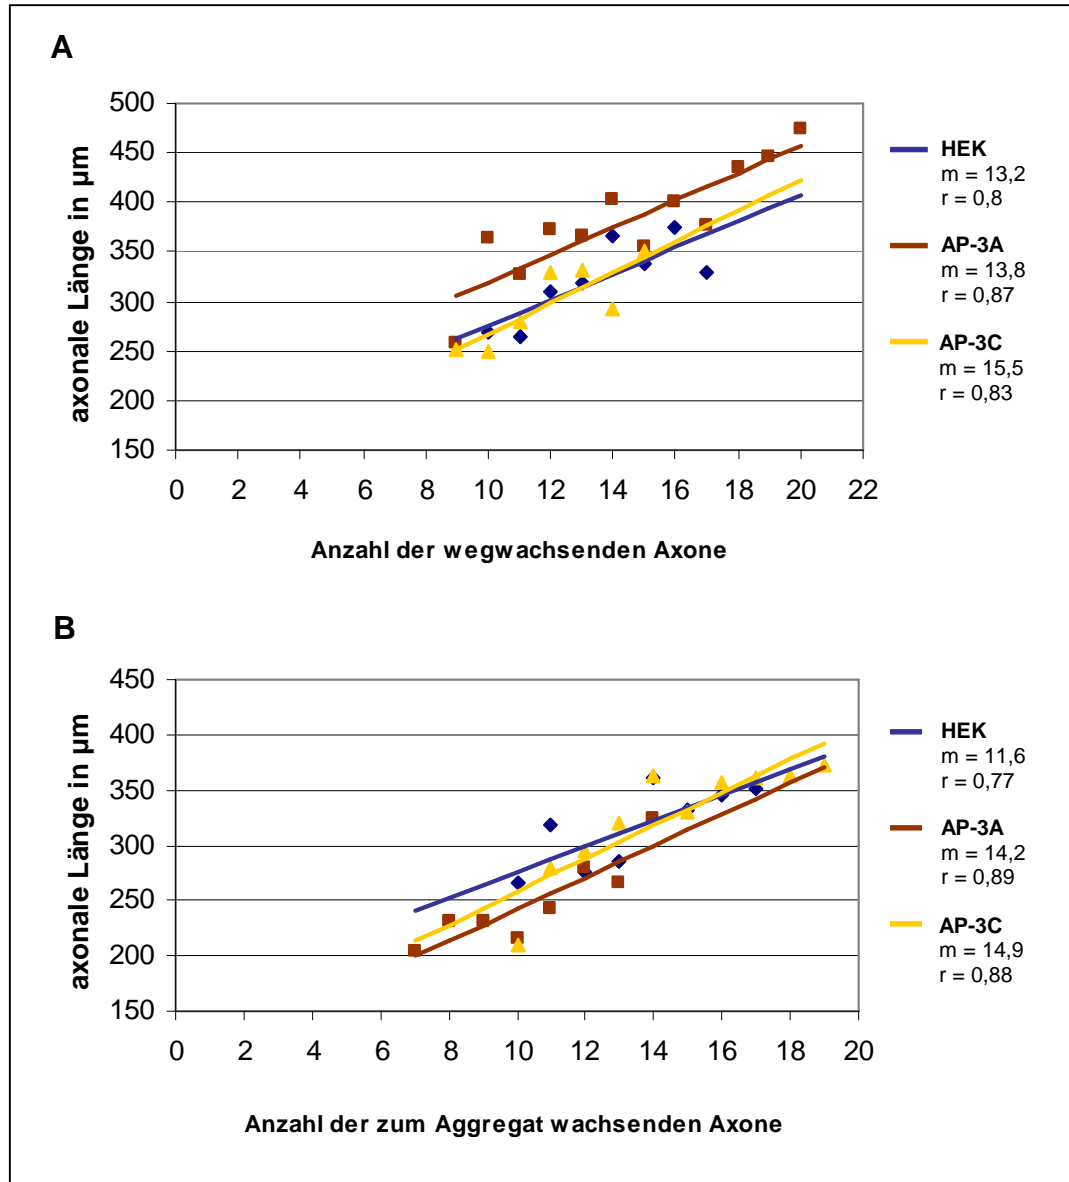 A
axonale Länge in µm
500
450
400
350
300
250
200
150
0 2 4 6 8 10 12 14 16 18 20 22
Anzahl der wegwachsenden Axone
HEK
m = 13,2
r = 0,8
AP-3A
m = 13,8
r = 0,87
AP-3C
m = 15,5
r = 0,83
B
axonale Länge in µm
450
400
350
300
250
200
150
0 2 4 6 8 10 12 14 16 18 20
Anzahl der zum Aggregat wachsenden Axone
HEK
m = 11,6
r = 0,77
AP-3A
m = 14,2
r = 0,89
AP-3C
m = 14,9
r = 0,88